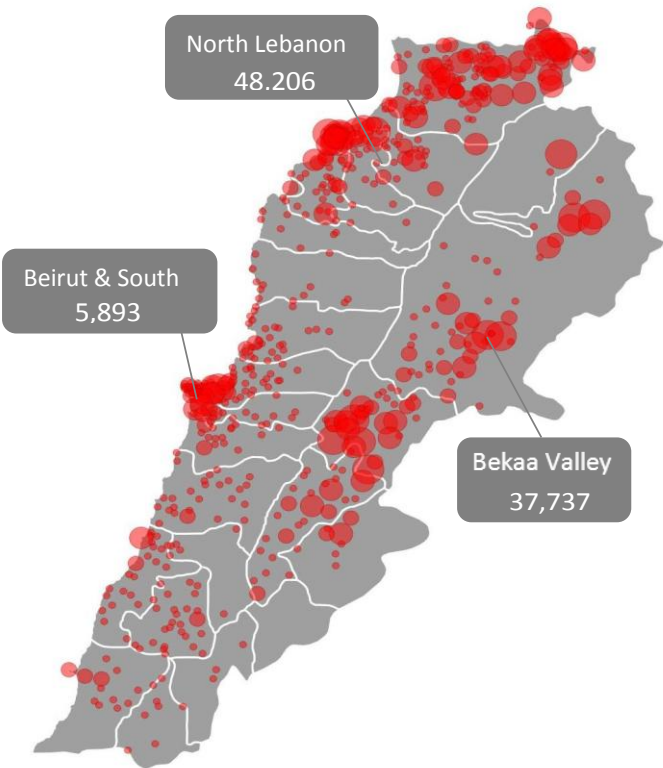 North Lebanon
48.206
Beirut & South
5,893
Bekaa Valley
37,737